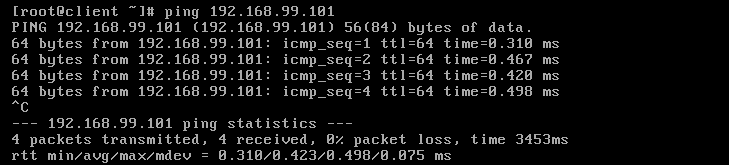 [root@client ~]# ping 192.168.99.101
PING 192.168.99.101 (192.168.99.101) 56(84) bytes of data.
64 bytes from 192.168.99.101: icmp_seq=1 ttl=64 time=0.310 ms
64 bytes from 192.168.99.101: icmp_seq=2 ttl=64 time=0.467 ms
64 bytes from 192.168.99.101: icmp_seq=3 ttl=64 time=0.420 ms
64 bytes from 192.168.99.101: icmp_seq=4 ttl=64 time=0.498 ms
^C
--- 192.168.99.101 ping statistics ---
4 packets transmitted, 4 received, 0% packet loss, time 3453ms
rtt min/avg/max/mdev = 0.310/0.423/0.498/0.075 ms